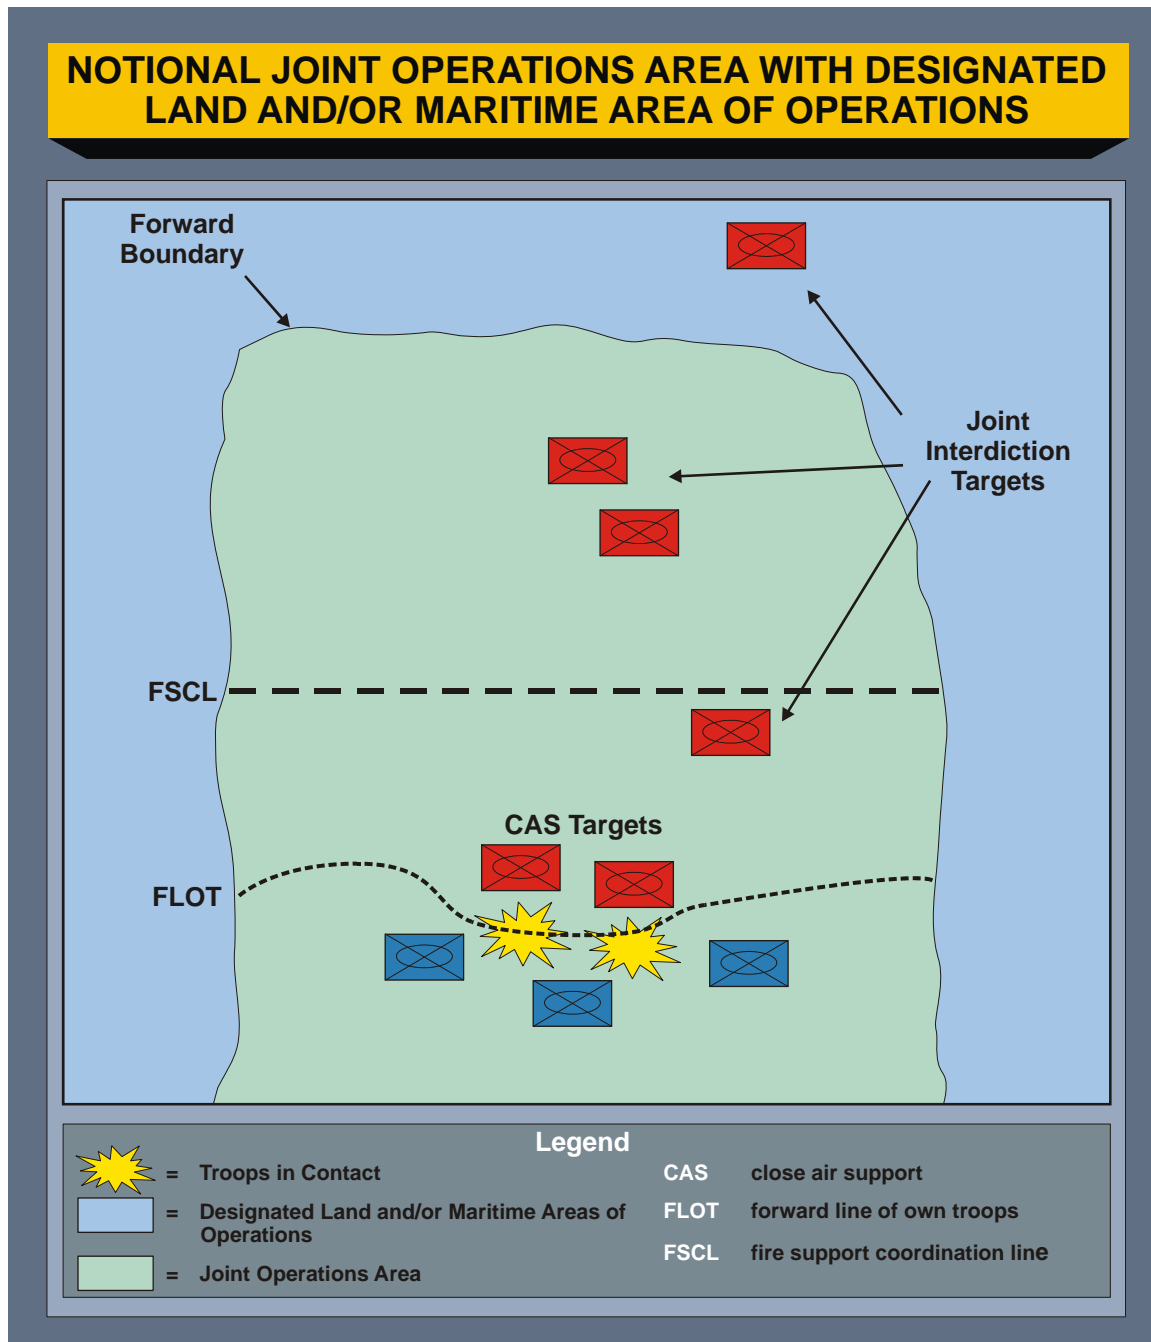 NOTIONAL JOINT OPERATIONS AREA WITH DESIGNATED
LAND AND/OR MARITIME AREA OF OPERATIONS
Forward
Boundary
Joint
Interdiction
Targets
FSCL
CAS Targets
FLOT
Legend
= Troops in Contact
= Designated Land and/or Maritime Areas of
Operations
= Joint Operations Area
CAS close air support
FLOT forward line of own troops
FSCL fire support coordination line